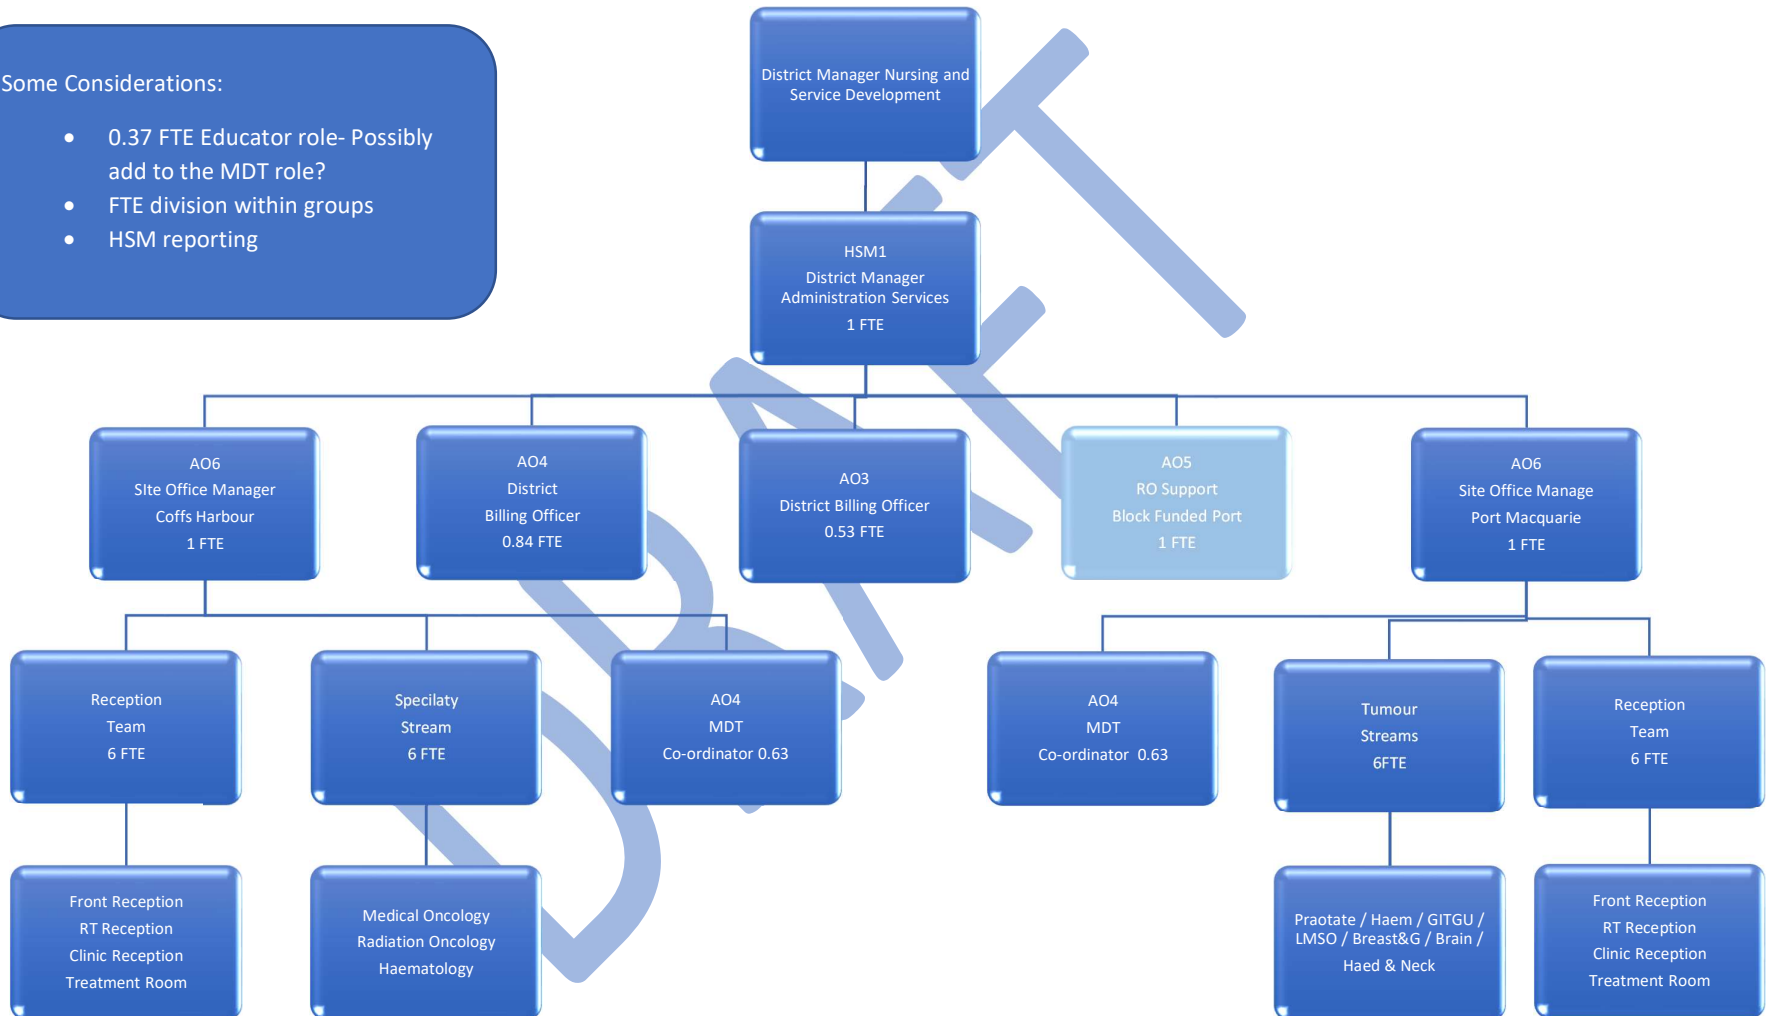 Some Considerations:
• 0.37 FTE Educator role- Possibly
add to the MDT role?
• FTE division within groups
• HSM reporting
District Manager Nursing and
Service Development
HSM1
District Manager
Administration Services
1 FTE
AO6
SIte Office Manager
Coffs Harbour
1 FTE
AO4
District
Billing Officer
0.84 FTE
AO3
District Billing Officer
0.53 FTE
AO5
RO Support
Block Funded Port
1 FTE
AO6
Site Office Manage
Port Macquarie
1 FTE
Reception
Team
6 FTE
Specilaty
Stream
6 FTE
AO4
MDT
Co-ordinator 0.63
AO4
MDT
Co-ordinator 0.63
Tumour
Streams
6FTE
Reception
Team
6 FTE
Front Reception
RT Reception
Clinic Reception
Treatment Room
Medical Oncology
Radiation Oncology
Haematology
Praotate / Haem / GITGU /
LMSO / Breast&G / Brain /
Haed & Neck
Front Reception
RT Reception
Clinic Reception
Treatment Room
DRAFT